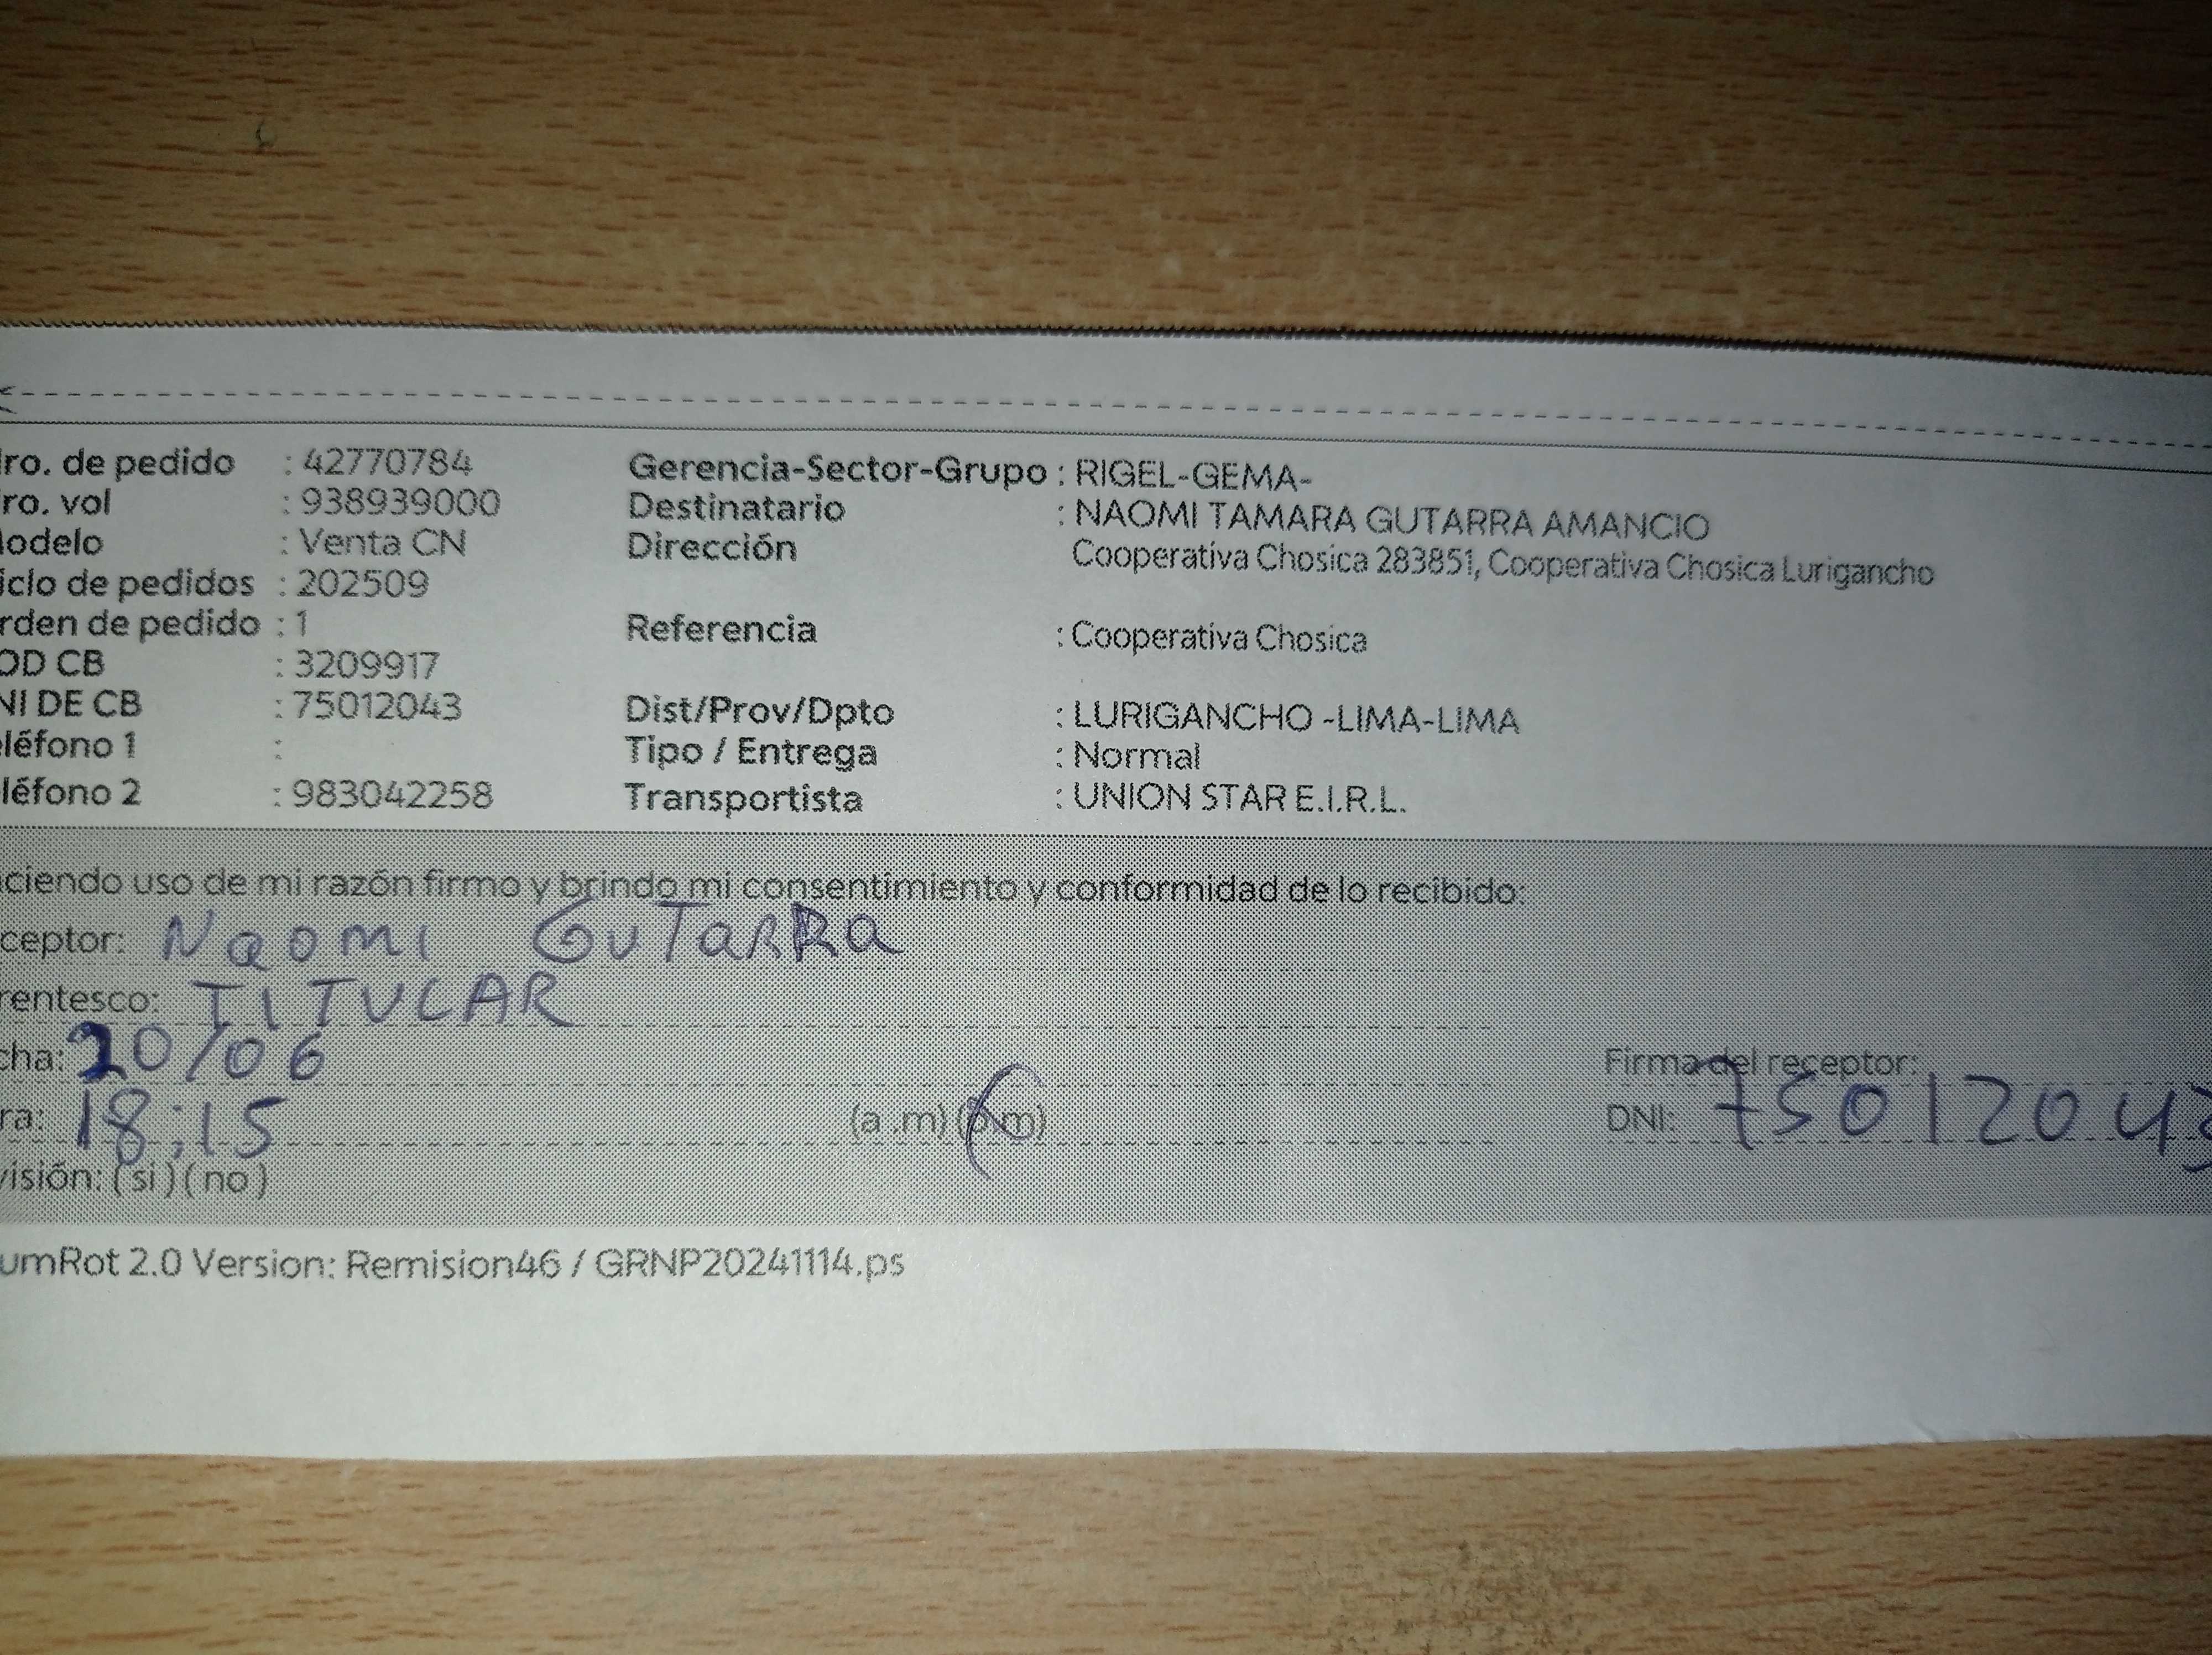 ro. de pedido : 42770784 Gerencia-Sector-Grupo : RIGEL-GEMA-
ro. vol : 938939000 Destinatario : NAOMI TAMARA GUTARRA AMANCIO
odelo : Venta CN Dirección Cooperativa Chosica 283851, Cooperativa Chosica Lurigancho
iclo de pedidos : 202509
rden de pedido : 1 Referencia : Cooperativa Chosica
OD CB : 3209917
NI DE CB : 75012043 Dist/Prov/Dpto : LURIGANCHO -LIMA-LIMA
eléfono 1 : Tipo / Entrega : Normal
léfono 2 : 983042258 Transportista : UNION STAR E.I.R.L.
ciendo uso de mi razón firmo y brindo mi consentimiento y conformidad de lo recibido:
ceptor: Naomi GuTaRRa
rentesco: TITULAR
cha: 20/06 Firma del receptor:
ra: 18:15 (a .m) (p.m) DNI: 75012043
visión: ( si ) ( no )
umRot 2.0 Version: Remision46 / GRNP20241114.ps